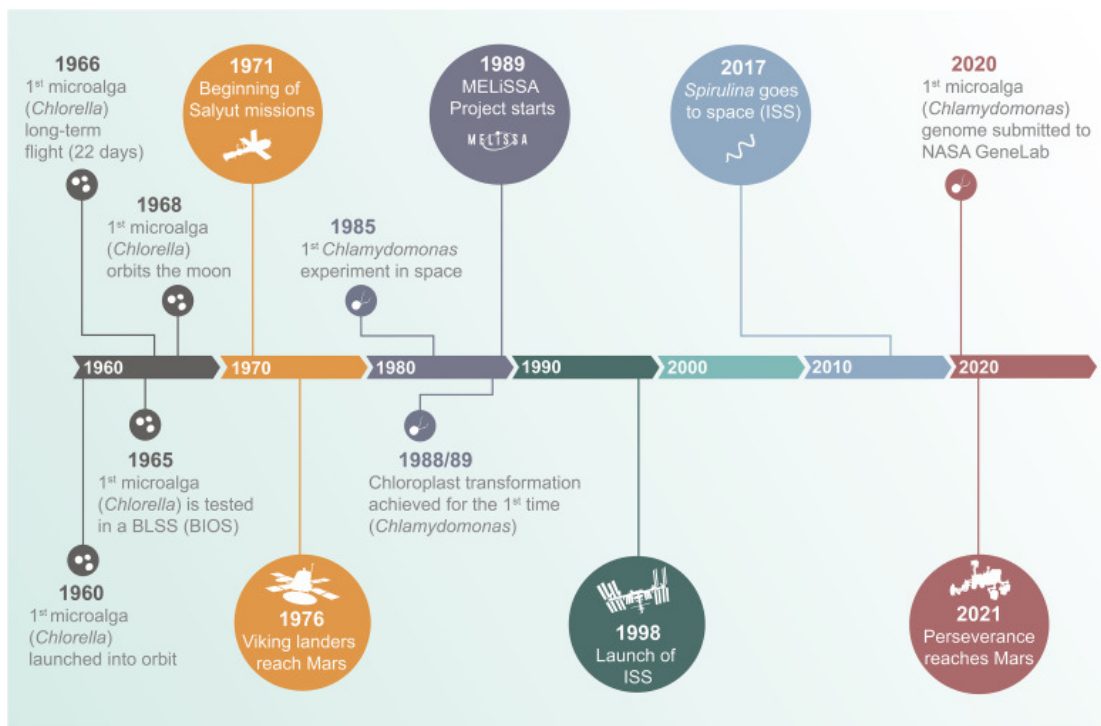 1966
1st microalga
(Chlorella)
long-term
flight (22 days)
1968
1st microalga
(Chlorella)
orbits the moon
1971
Beginning of
Salyut missions
1985
1st Chlamydomonas
experiment in space
1989
MELiSSA
Project starts
MELiSSA
2017
Spirulina goes
to space (ISS)
2020
1st microalga
(Chlamydomonas)
genome submitted to
NASA GeneLab
1960
1970
1980
1990
2000
2010
2020
1965
1st microalga
(Chlorella) is tested
in a BLSS (BIOS)
1960
1st microalga
(Chlorella)
launched into orbit
1976
Viking landers
reach Mars
1988/89
Chloroplast transformation
achieved for the 1st time
(Chlamydomonas)
1998
Launch of
ISS
2021
Perseverance
reaches Mars